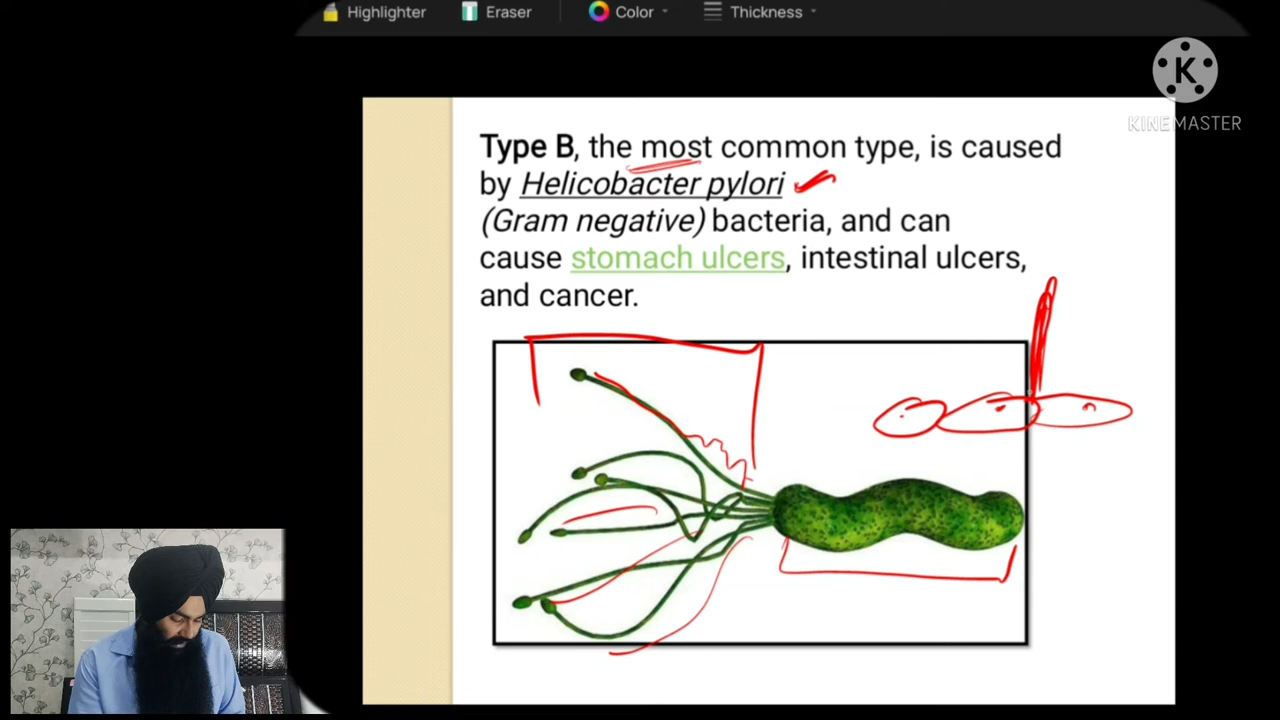 Highlighter Eraser Color Thickness
K
KINEMASTER
Type B, the most common type, is caused
by Helicobacter pylori
(Gram negative) bacteria, and can
cause stomach ulcers, intestinal ulcers,
and cancer.